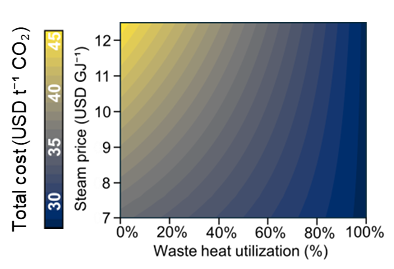 Total cost (USD t⁻¹ CO₂)
45
40
35
30
Steam price (USD GJ⁻¹)
12
11
10
9
8
7
0% 20% 40% 60% 80% 100%
Waste heat utilization (%)